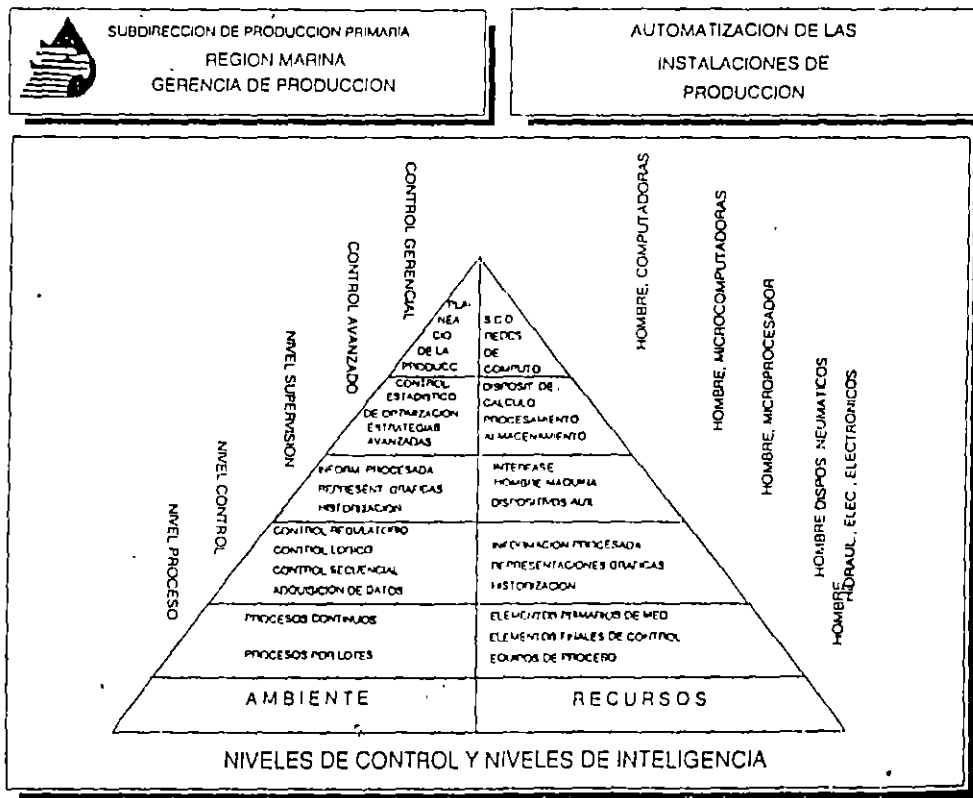 SUBDIRECCION DE PRODUCCION PRIMARIA
REGION MARINA
GERENCIA DE PRODUCCION
AUTOMATIZACION DE LAS
INSTALACIONES DE
PRODUCCION
CONTROL GERENCIAL
CONTROL AVANZADO
NIVEL SUPERVISION
NIVEL CONTROL
NIVEL PROCESO
PLA-
NEA
CIO
DE LA
PRODUCC
S C D
REDES
DE
COMPUTO
CONTROL
ESTADISTICO
DE OPTIMIZACION
ESTRATEGIAS
AVANZADAS
DISPOSIT DE
CALCULO
PROCESAMIENTO
ALMACENAMIENTO
INFORM PROCESADA
REPRESENT GRAFICAS
HISTORIZACION
INTERFASE
HOMBRE MAQUINA
DISPOSITIVOS AUX
CONTROL REGULATORIO
CONTROL LOGICO
CONTROL SECUENCIAL
ADQUISICION DE DATOS
INFORMACION PROCESADA
REPRESENTACIONES GRAFICAS
HISTORIZACION
PROCESOS CONTINUOS
PROCESOS POR LOTES
ELEMENTOS PRIMARIOS DE MED
ELEMENTOS FINALES DE CONTROL
EQUIPOS DE PROCESO
AMBIENTE
RECURSOS
HOMBRE, COMPUTADORAS
HOMBRE, MICROCOMPUTADORAS
HOMBRE, MICROPROCESADOR
HOMBRE DISPOS NEUMATICOS
HIDRAUL, ELEC, ELECTRONICOS
HOMBRE
NIVELES DE CONTROL Y NIVELES DE INTELIGENCIA